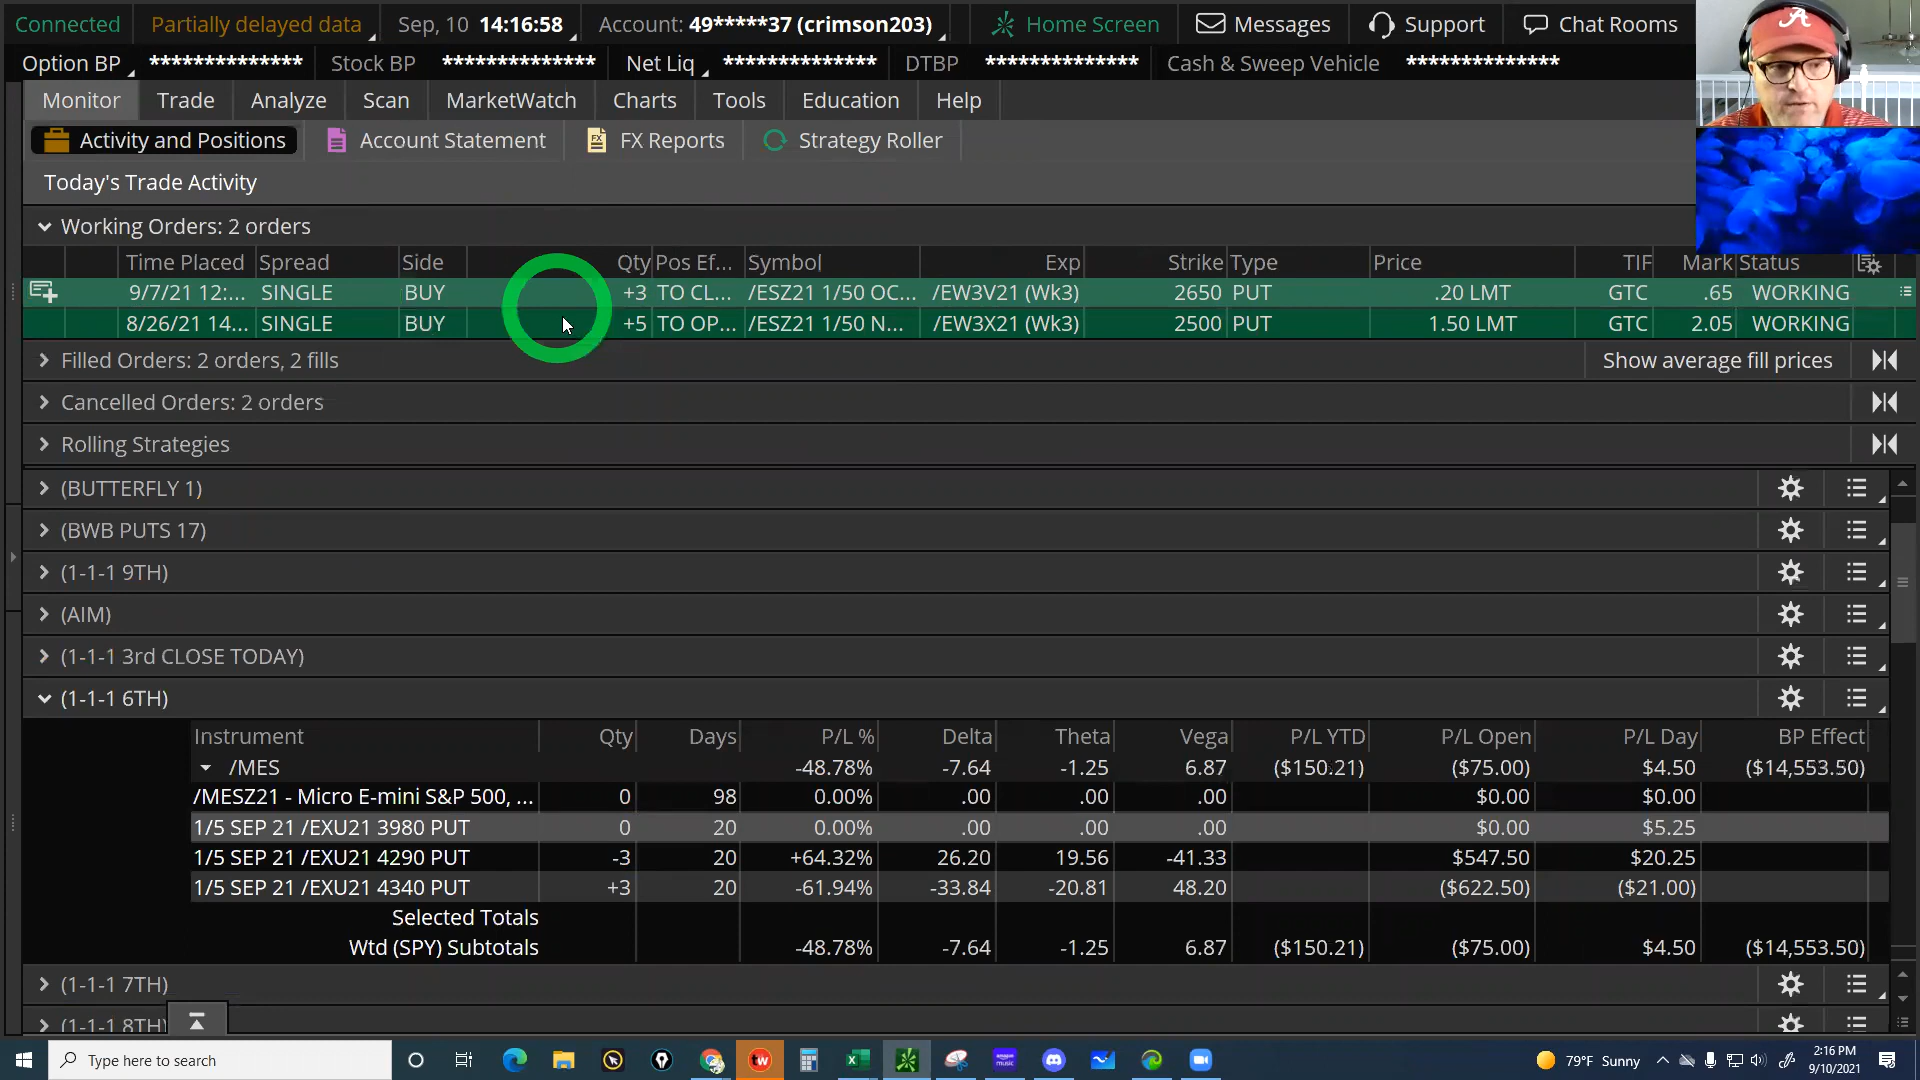 Connected Partially delayed data Sep, 10 14:16:58 Account: 49*****37 (crimson203) Home Screen Messages Support Chat Rooms
Option BP ************** Stock BP ************** Net Liq ************** DTBP ************** Cash & Sweep Vehicle **************
Monitor Trade Analyze Scan MarketWatch Charts Tools Education Help
Activity and Positions Account Statement FX Reports Strategy Roller
Today's Trade Activity
Working Orders: 2 orders
Time Placed Spread Side Qty Pos Ef... Symbol Exp Strike Type Price TIF Mark Status
9/7/21 12:... SINGLE BUY +3 TO CL... /ESZ21 1/50 OC... /EW3V21 (Wk3) 2650 PUT .20 LMT GTC .65 WORKING
8/26/21 14... SINGLE BUY +5 TO OP... /ESZ21 1/50 N... /EW3X21 (Wk3) 2500 PUT 1.50 LMT GTC 2.05 WORKING
Filled Orders: 2 orders, 2 fills Show average fill prices
Cancelled Orders: 2 orders
Rolling Strategies
(BUTTERFLY 1)
(BWB PUTS 17)
(1-1-1 9TH)
(AIM)
(1-1-1 3rd CLOSE TODAY)
(1-1-1 6TH)
Instrument Qty Days P/L % Delta Theta Vega P/L YTD P/L Open P/L Day BP Effect
/MES -48.78% -7.64 -1.25 6.87 ($150.21) ($75.00) $4.50 ($14,553.50)
/MESZ21 - Micro E-mini S&P 500, ... 0 98 0.00% .00 .00 .00 $0.00 $0.00
1/5 SEP 21 /EXU21 3980 PUT 0 20 0.00% .00 .00 .00 $0.00 $5.25
1/5 SEP 21 /EXU21 4290 PUT -3 20 +64.32% 26.20 19.56 -41.33 $547.50 $20.25
1/5 SEP 21 /EXU21 4340 PUT +3 20 -61.94% -33.84 -20.81 48.20 ($622.50) ($21.00)
Selected Totals
Wtd (SPY) Subtotals -48.78% -7.64 -1.25 6.87 ($150.21) ($75.00) $4.50 ($14,553.50)
(1-1-1 7TH)
(1-1-1 8TH)
Type here to search tw 79°F Sunny 2:16 PM
9/10/2021